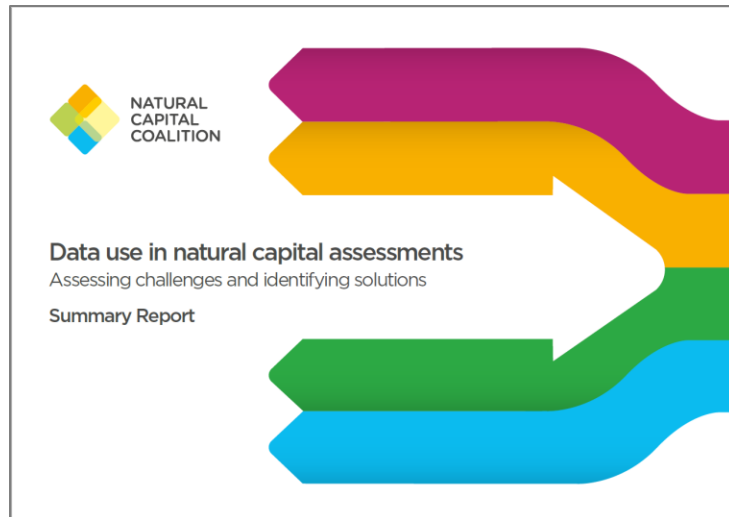 NATURAL
CAPITAL
COALITION
Data use in natural capital assessments
Assessing challenges and identifying solutions
Summary Report